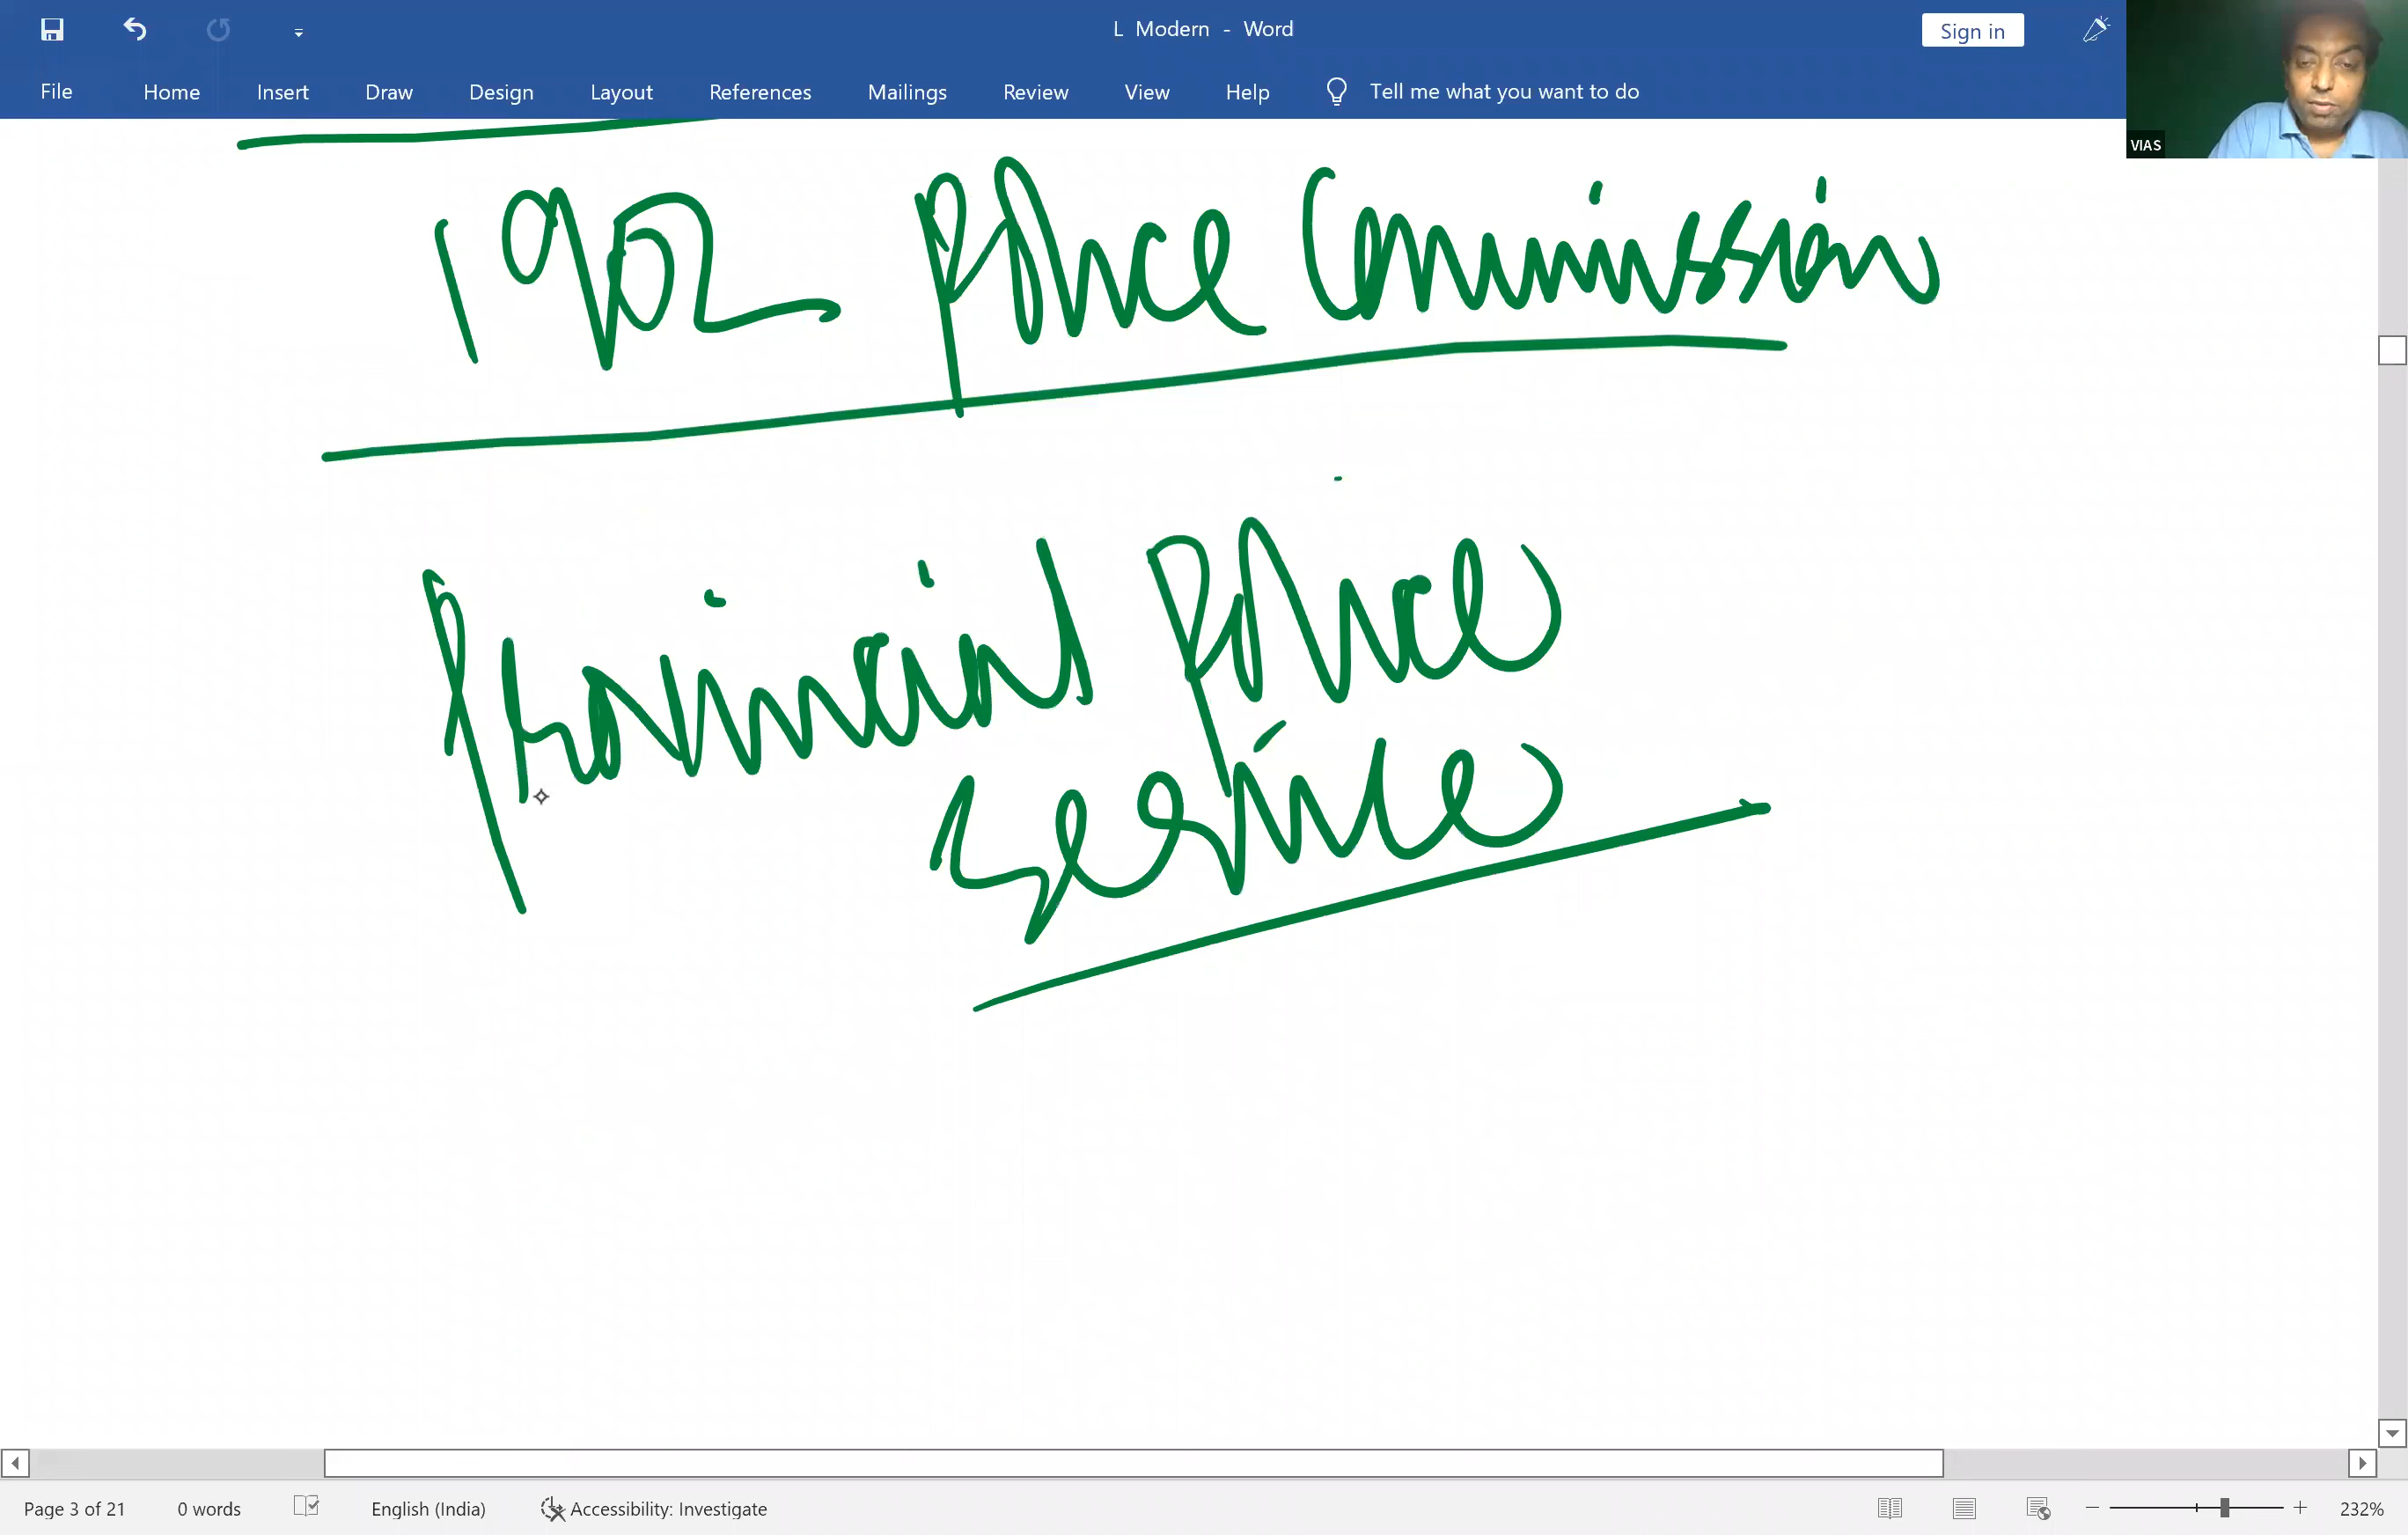 L Modern - Word
Sign in
File Home Insert Draw Design Layout References Mailings Review View Help Tell me what you want to do
VIAS
1902 Police Commission
Provincial Police
Service
Page 3 of 21 0 words English (India) Accessibility: Investigate 232%